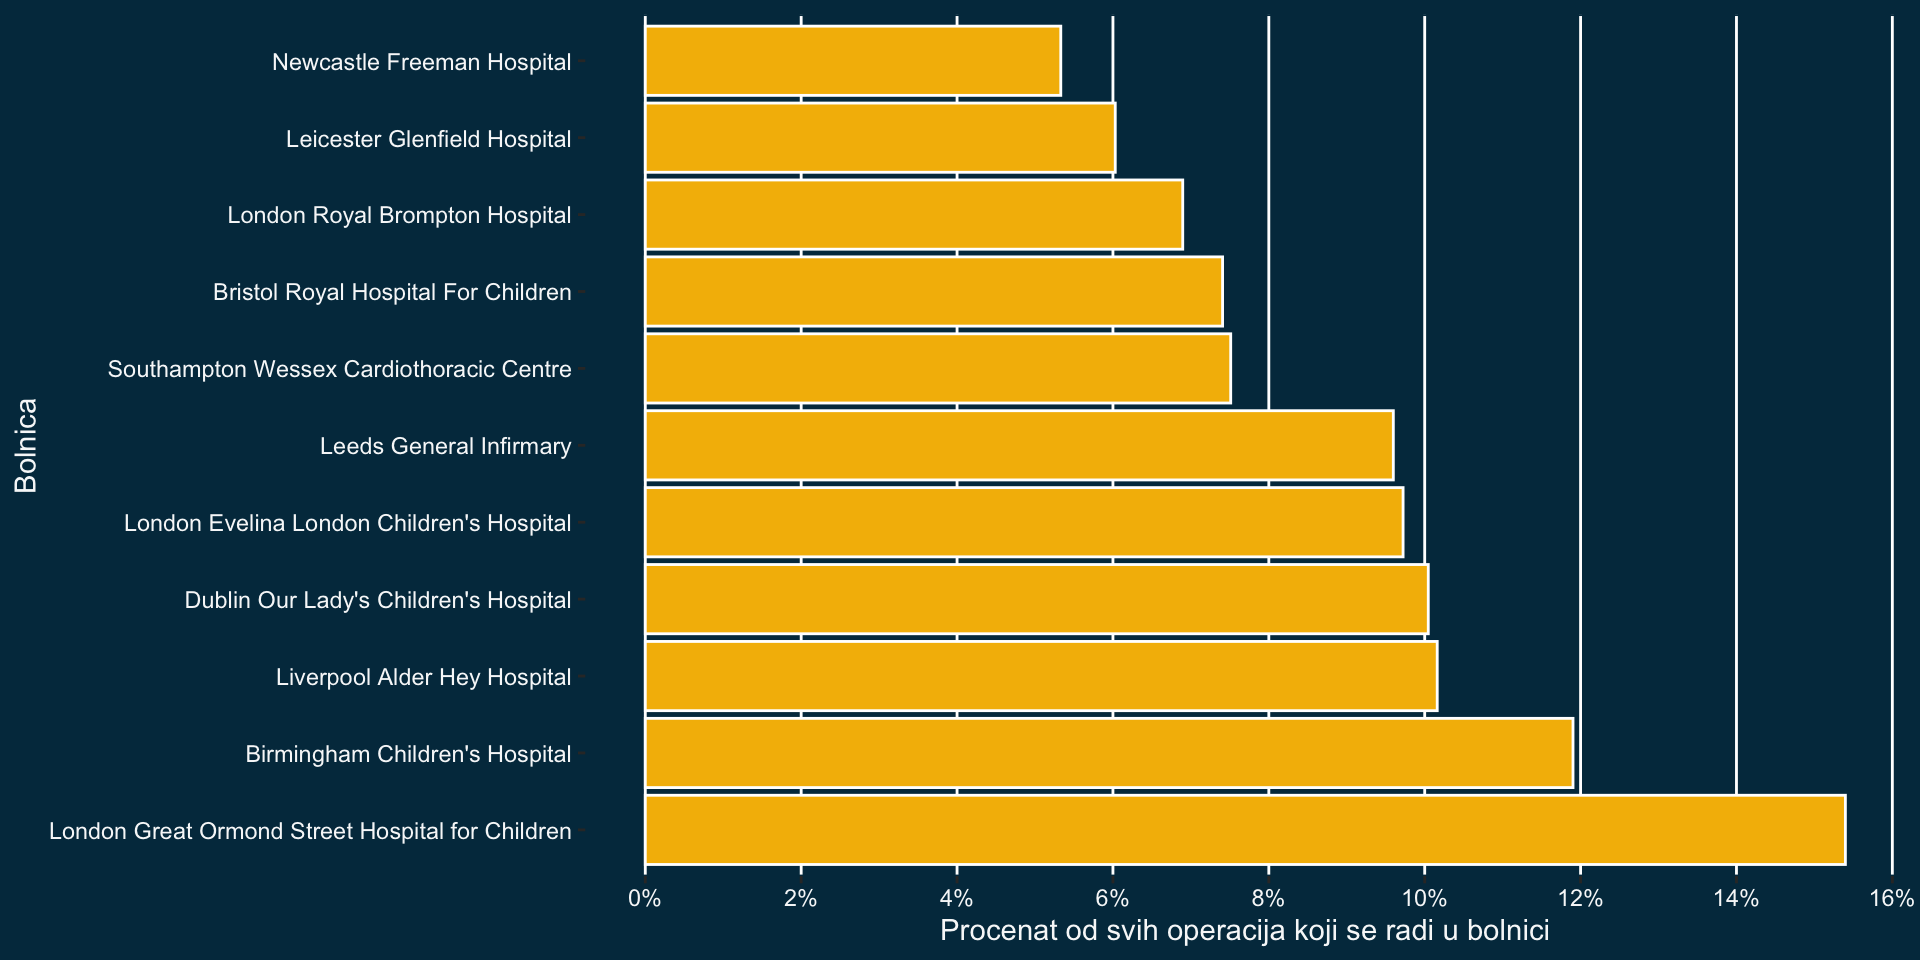 Newcastle Freeman Hospital
Leicester Glenfield Hospital
London Royal Brompton Hospital
Bristol Royal Hospital For Children
Southampton Wessex Cardiothoracic Centre
Leeds General Infirmary
London Evelina London Children's Hospital
Dublin Our Lady's Children's Hospital
Liverpool Alder Hey Hospital
Birmingham Children's Hospital
London Great Ormond Street Hospital for Children
Bolnica
0% 2% 4% 6% 8% 10% 12% 14% 16%
Procenat od svih operacija koji se radi u bolnici